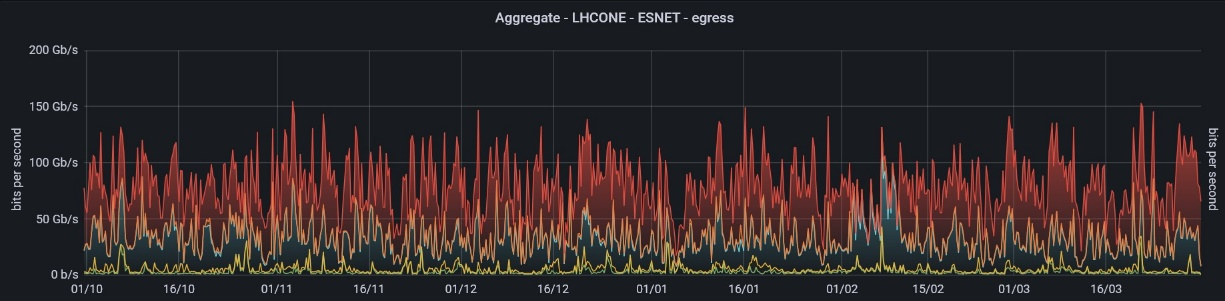 Aggregate - LHCONE - ESNET - egress
200 Gb/s
150 Gb/s
100 Gb/s
50 Gb/s
0 b/s
bits per second
bits per second
01/10 16/10 01/11 16/11 01/12 16/12 01/01 16/01 01/02 15/02 01/03 16/03